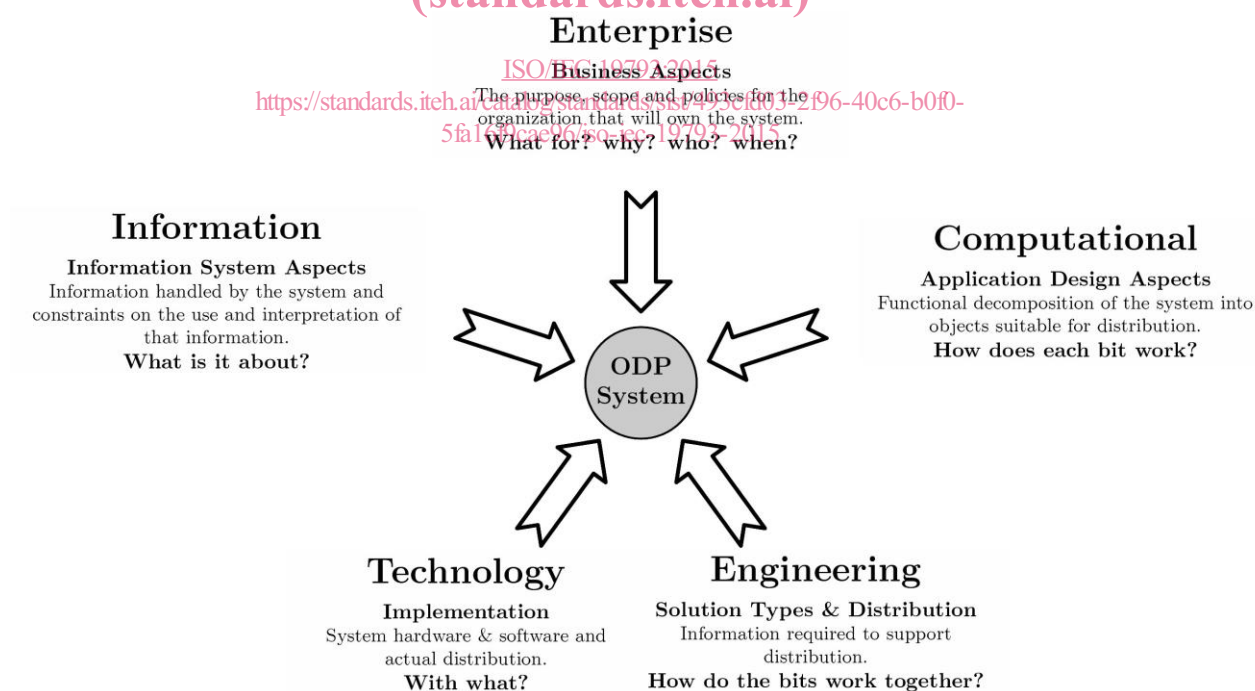 (standards.iteh.ai)
Enterprise
ISO/IEC 19793:2015
Business Aspects
https://standards.iteh.ai/catalog/standards/sist/493efd03-2f96-40c6-b0f0-
The purpose, scope and policies for the
organization that will own the system.
5fa16f9cae96/iso-iec-19793-2015
What for? why? who? when?
Information
Information System Aspects
Information handled by the system and
constraints on the use and interpretation of
that information.
What is it about?
Computational
Application Design Aspects
Functional decomposition of the system into
objects suitable for distribution.
How does each bit work?
ODP
System
Technology
Implementation
System hardware & software and
actual distribution.
With what?
Engineering
Solution Types & Distribution
Information required to support
distribution.
How do the bits work together?